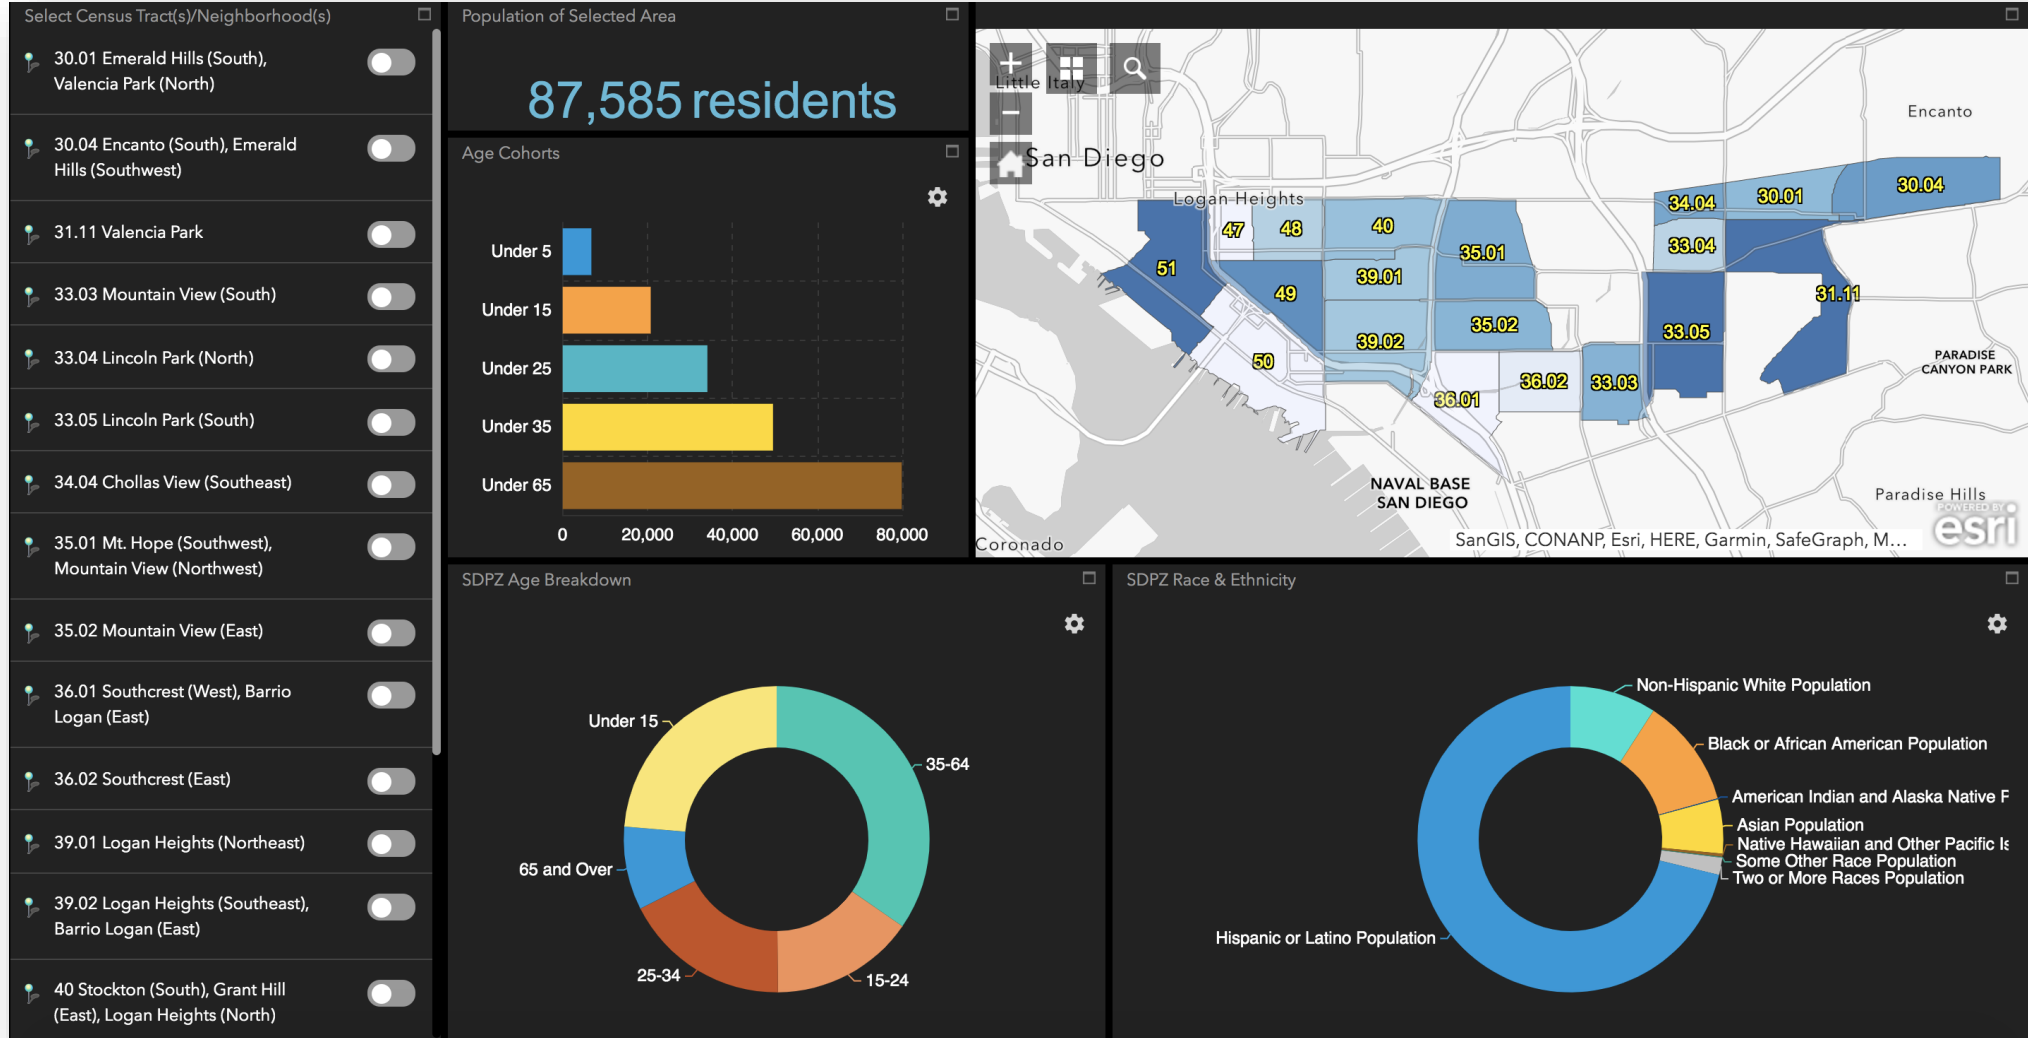 Select Census Tract(s)/Neighborhood(s)
30.01 Emerald Hills (South),
Valencia Park (North)
30.04 Encanto (South), Emerald
Hills (Southwest)
31.11 Valencia Park
33.03 Mountain View (South)
33.04 Lincoln Park (North)
33.05 Lincoln Park (South)
34.04 Chollas View (Southeast)
35.01 Mt. Hope (Southwest),
Mountain View (Northwest)
35.02 Mountain View (East)
36.01 Southcrest (West), Barrio
Logan (East)
36.02 Southcrest (East)
39.01 Logan Heights (Northeast)
39.02 Logan Heights (Southeast),
Barrio Logan (East)
40 Stockton (South), Grant Hill
(East), Logan Heights (North)
Population of Selected Area
87,585 residents
Age Cohorts
Under 5
Under 15
Under 25
Under 35
Under 65
0 20,000 40,000 60,000 80,000
Little Italy
San Diego
Encanto
Logan Heights
30.04
30.01
34.04
47
48
40
33.04
35.01
51
39.01
49
31.11
35.02
33.05
39.02
50
36.02
33.03
36.01
PARADISE
CANYON PARK
NAVAL BASE
SAN DIEGO
Paradise Hills
Coronado
POWERED BY
esri
SanGIS, CONANP, Esri, HERE, Garmin, SafeGraph, M...
SDPZ Age Breakdown
Under 15
35-64
65 and Over
25-34
15-24
SDPZ Race & Ethnicity
Non-Hispanic White Population
Black or African American Population
American Indian and Alaska Native P
Asian Population
Native Hawaiian and Other Pacific Is
Some Other Race Population
Two or More Races Population
Hispanic or Latino Population